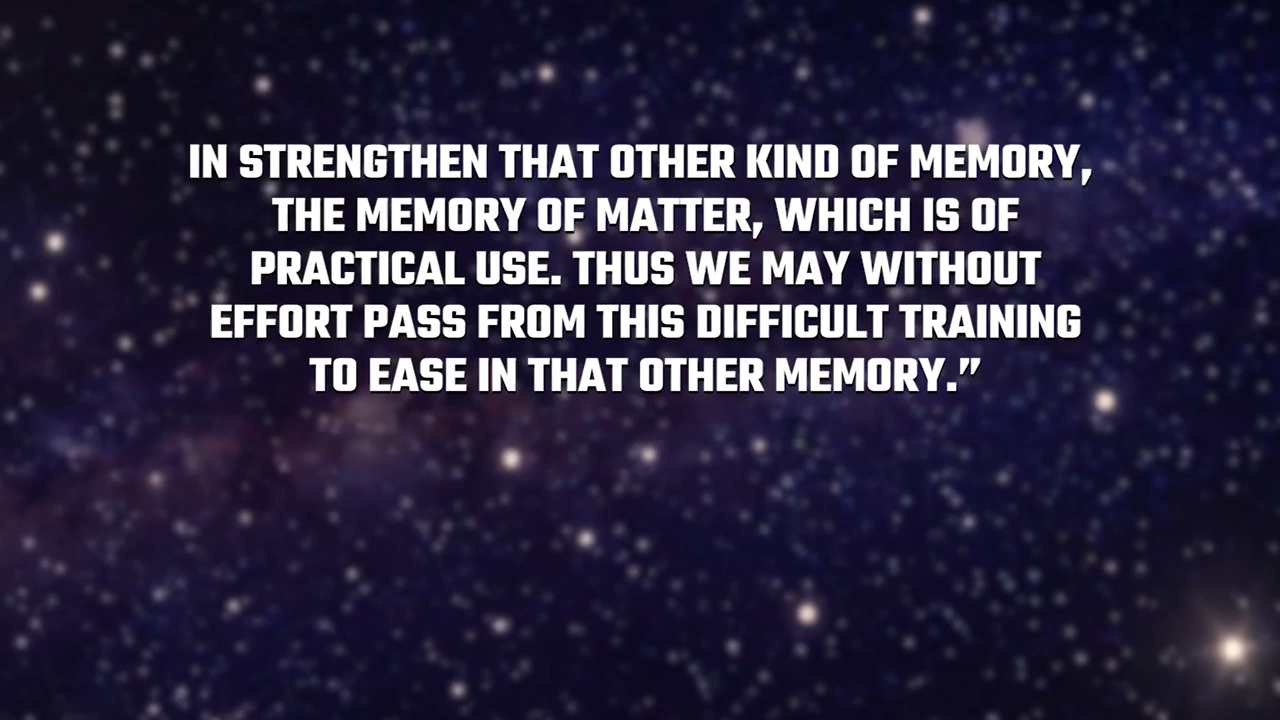 IN STRENGTHEN THAT OTHER KIND OF MEMORY,
THE MEMORY OF MATTER, WHICH IS OF
PRACTICAL USE. THUS WE MAY WITHOUT
EFFORT PASS FROM THIS DIFFICULT TRAINING
TO EASE IN THAT OTHER MEMORY.”